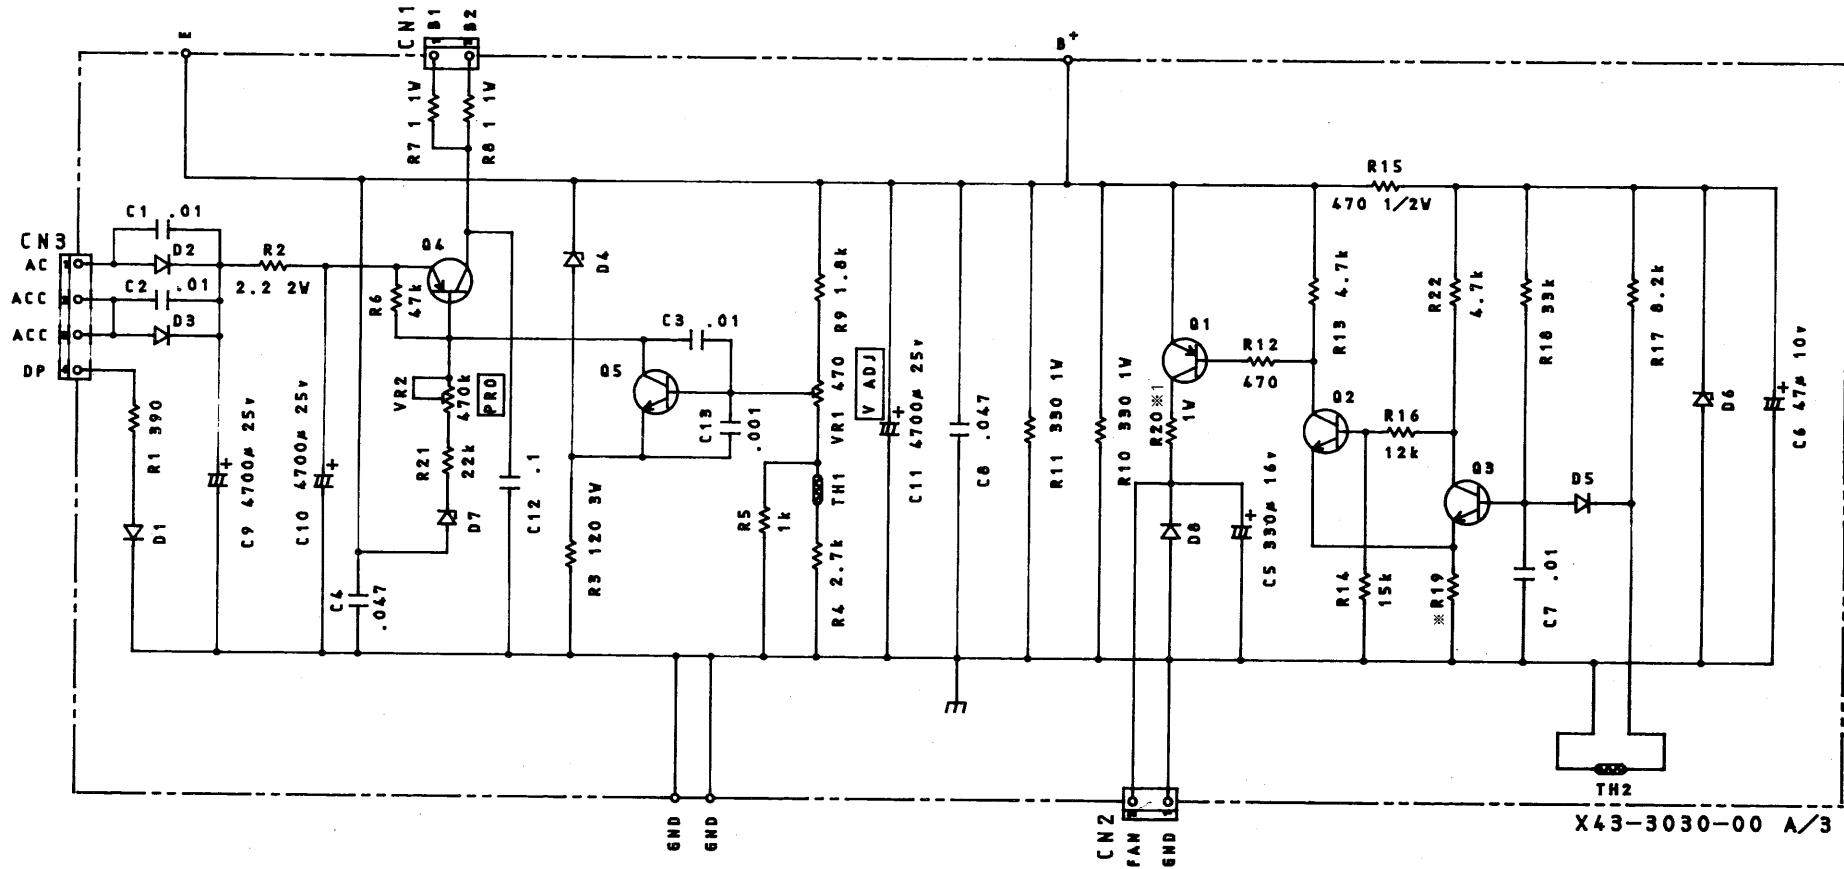 CN1
B1
B2
E
B+
R7 1 1W
R8 1 1W
R15
470 1/2W
CN3
AC
ACC
ACC
DP
C1 .01
D2
C2 .01
D3
R2
2.2 2W
Q4
R6
47k
D4
R9 1.8k
C3 .01
Q5
VR2
470k
PRO
R21
22k
D7
C12 .1
C13
.001
VR1 470
V ADJ
TH1
R5
1k
R4 2.7k
R3 120 3W
R1 390
D1
C9 4700μ 25v
C10 4700μ 25v
C4
.047
C11 4700μ 25v
C8 .047
R11 330 1W
R10 330 1W
Q1
R12
470
R13 4.7k
R20※1
1W
Q2
R16
12k
R22
4.7k
R18 33k
R17 8.2k
Q3
D5
D6
C6 47μ 10v
D8
C5 330μ 16v
R14
15k
※R19
C7 .01
TH2
GND
GND
CN2
FAN
GND
X43-3030-00 A/3